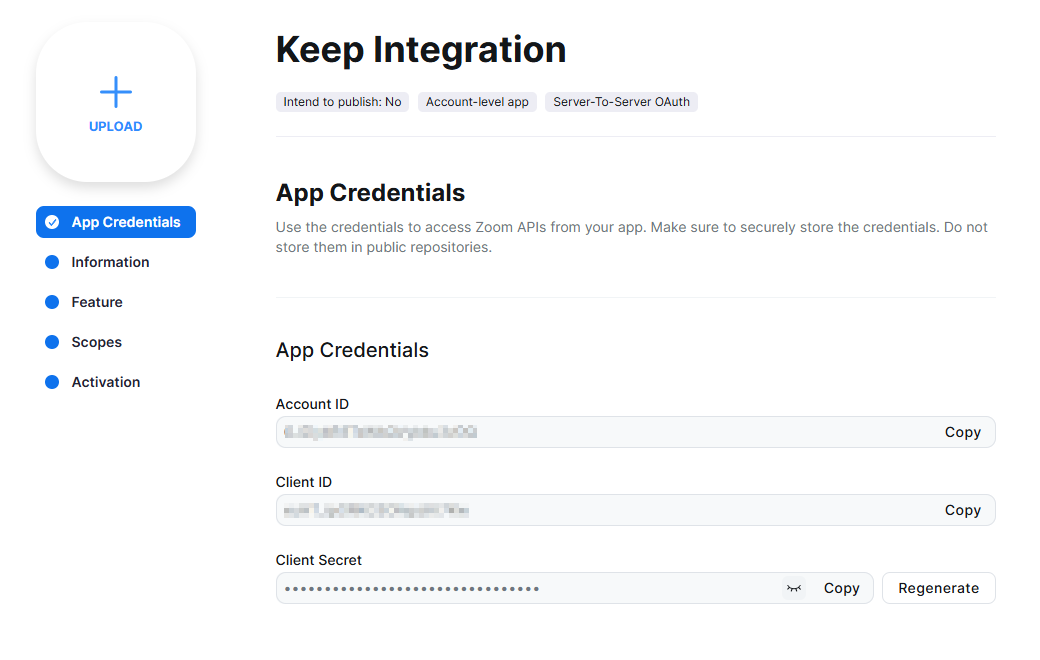 UPLOAD
App Credentials
Information
Feature
Scopes
Activation
Keep Integration
Intend to publish: No
Account-level app
Server-To-Server OAuth
App Credentials
Use the credentials to access Zoom APIs from your app. Make sure to securely store the credentials. Do not
store them in public repositories.
App Credentials
Account ID
Copy
Client ID
Copy
Client Secret
••••••••••••••••••••••••••••••••
Copy
Regenerate